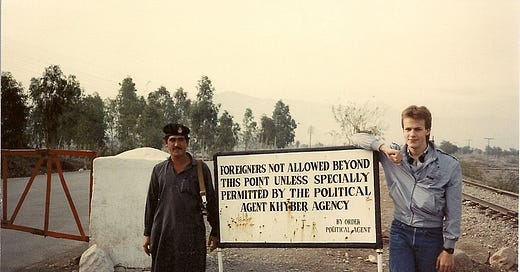 FOREIGNERS NOT ALLOWED BEYOND
THIS POINT UNLESS SPECIALLY
PERMITTED BY THE POLITICAL
AGENT KHYBER AGENCY
BY ORDER
POLITICAL AGENT